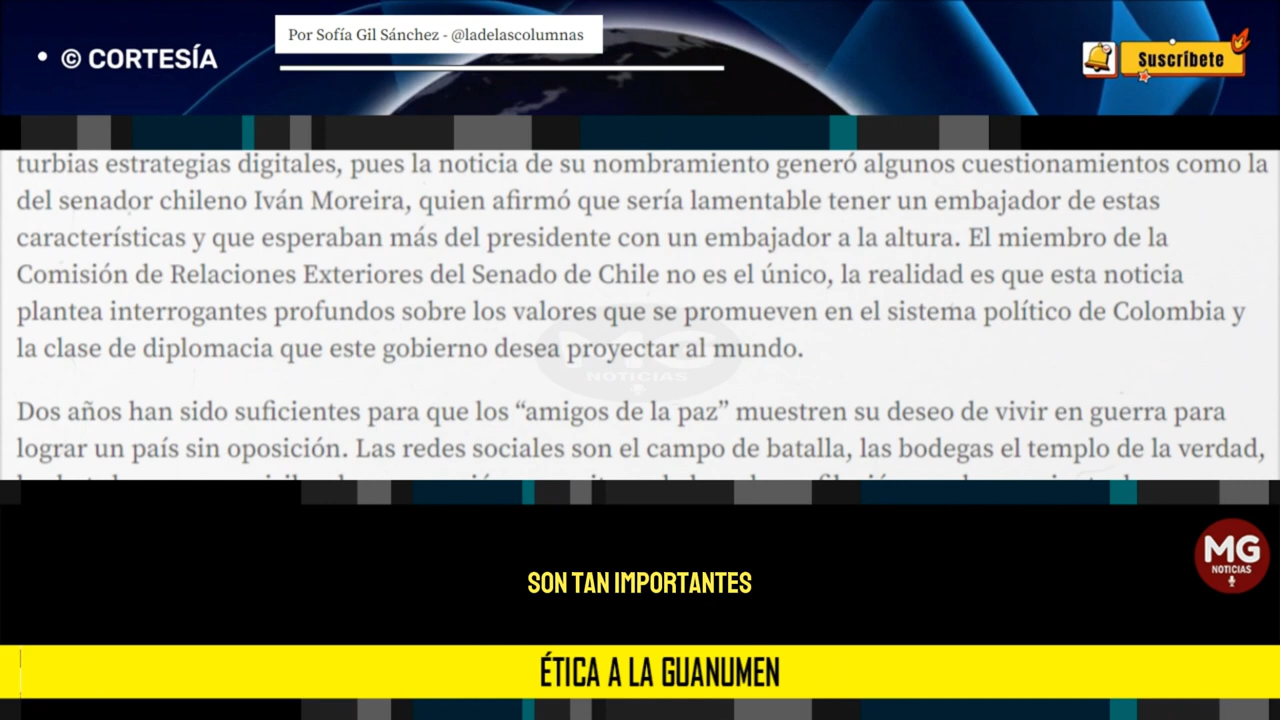 Por Sofía Gil Sánchez - @ladelascolumnas
• © CORTESÍA
Suscríbete
turbias estrategias digitales, pues la noticia de su nombramiento generó algunos cuestionamientos como la
del senador chileno Iván Moreira, quien afirmó que sería lamentable tener un embajador de estas
características y que esperaban más del presidente con un embajador a la altura. El miembro de la
Comisión de Relaciones Exteriores del Senado de Chile no es el único, la realidad es que esta noticia
plantea interrogantes profundos sobre los valores que se promueven en el sistema político de Colombia y
la clase de diplomacia que este gobierno desea proyectar al mundo.
MG
NOTICIAS
Dos años han sido suficientes para que los “amigos de la paz” muestren su deseo de vivir en guerra para
lograr un país sin oposición. Las redes sociales son el campo de batalla, las bodegas el templo de la verdad,
MG
NOTICIAS
SON TAN IMPORTANTES
ÉTICA A LA GUANUMEN